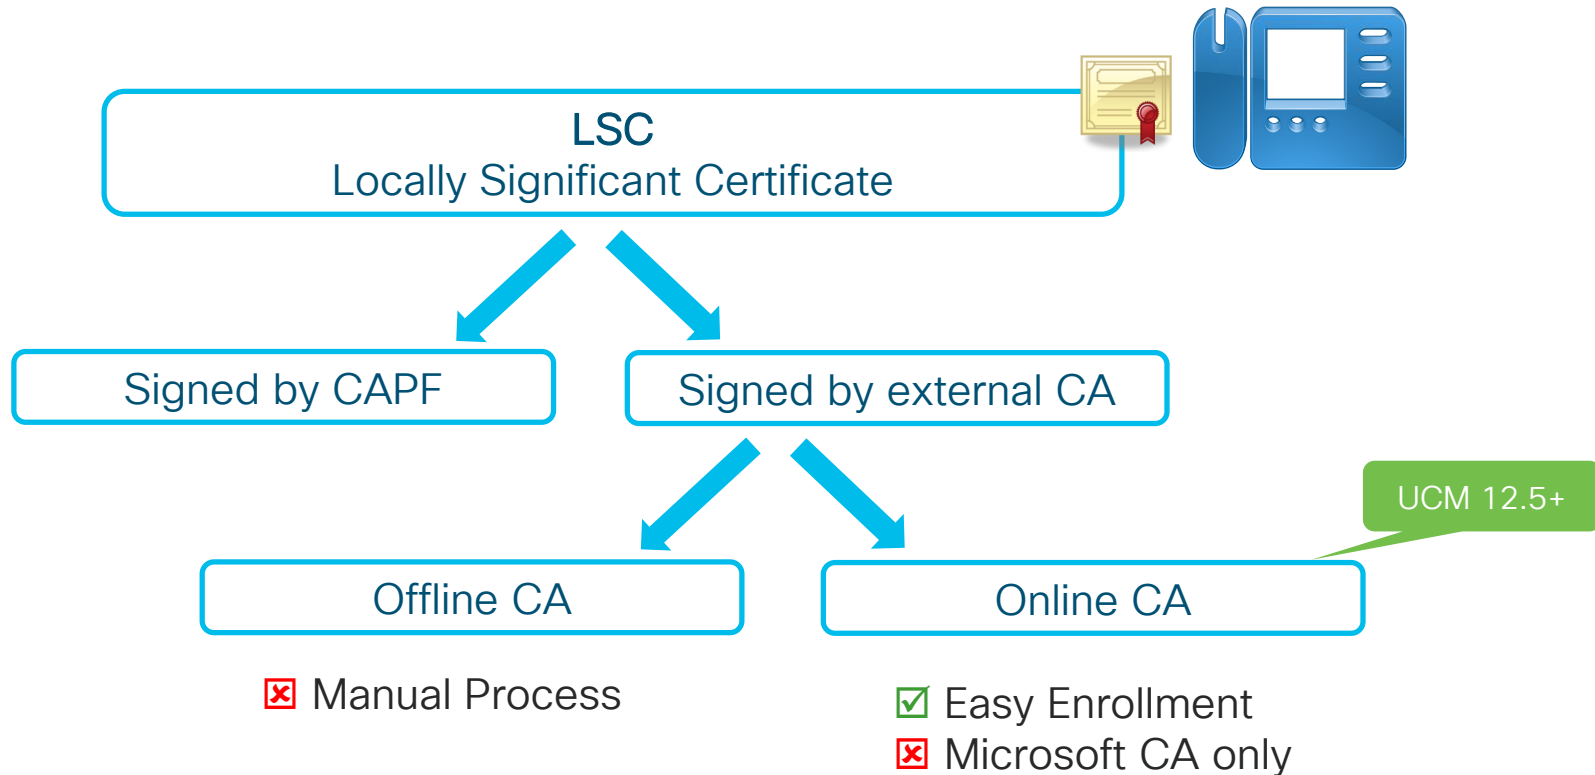 LSC
Locally Significant Certificate
Signed by CAPF
Signed by external CA
UCM 12.5+
Offline CA
Online CA
Manual Process
Easy Enrollment
Microsoft CA only